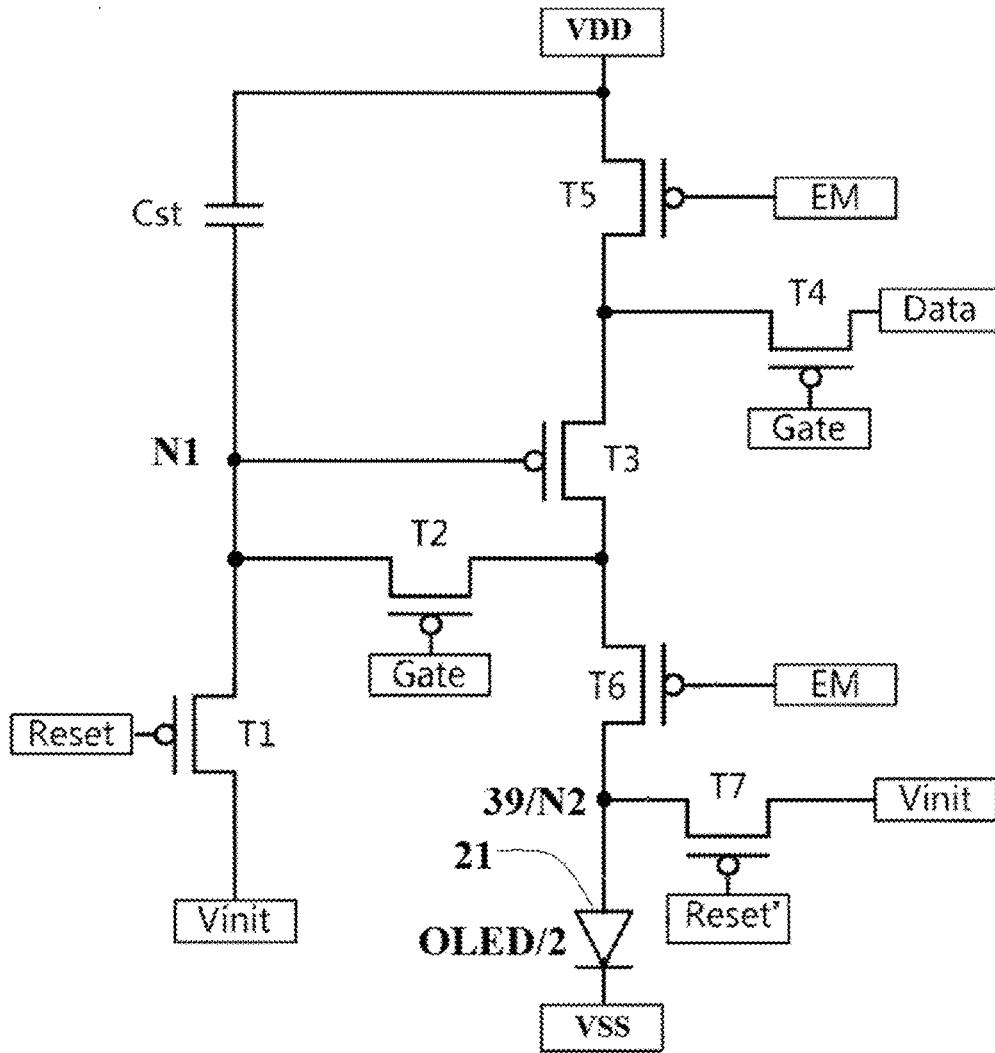 VDD
Cst
T5
EM
T4
Data
Gate
N1
T3
T2
Gate
T6
EM
Reset
T1
39/N2
T7
Vinit
21
Reset'
Vinit
OLED/2
VSS